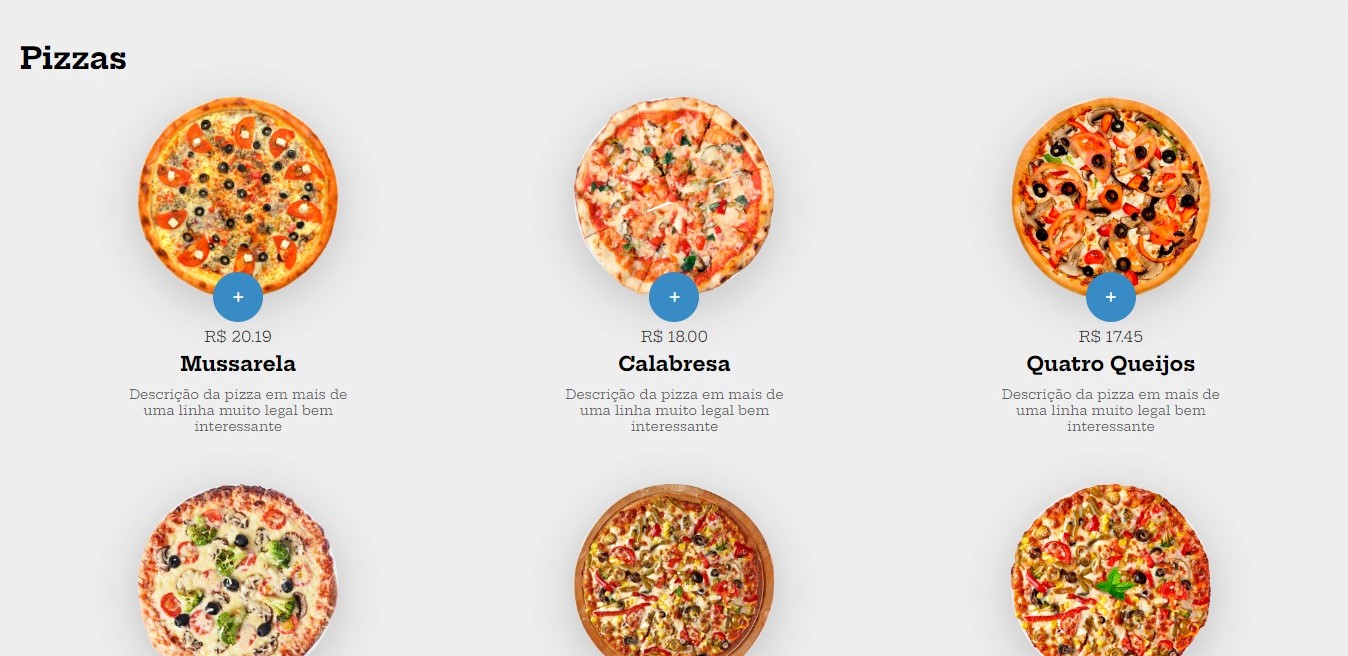 Pizzas
+
+
+
R$ 20.19
R$ 18.00
R$ 17.45
Mussarela
Calabresa
Quatro Queijos
Descrição da pizza em mais de
uma linha muito legal bem
interessante
Descrição da pizza em mais de
uma linha muito legal bem
interessante
Descrição da pizza em mais de
uma linha muito legal bem
interessante